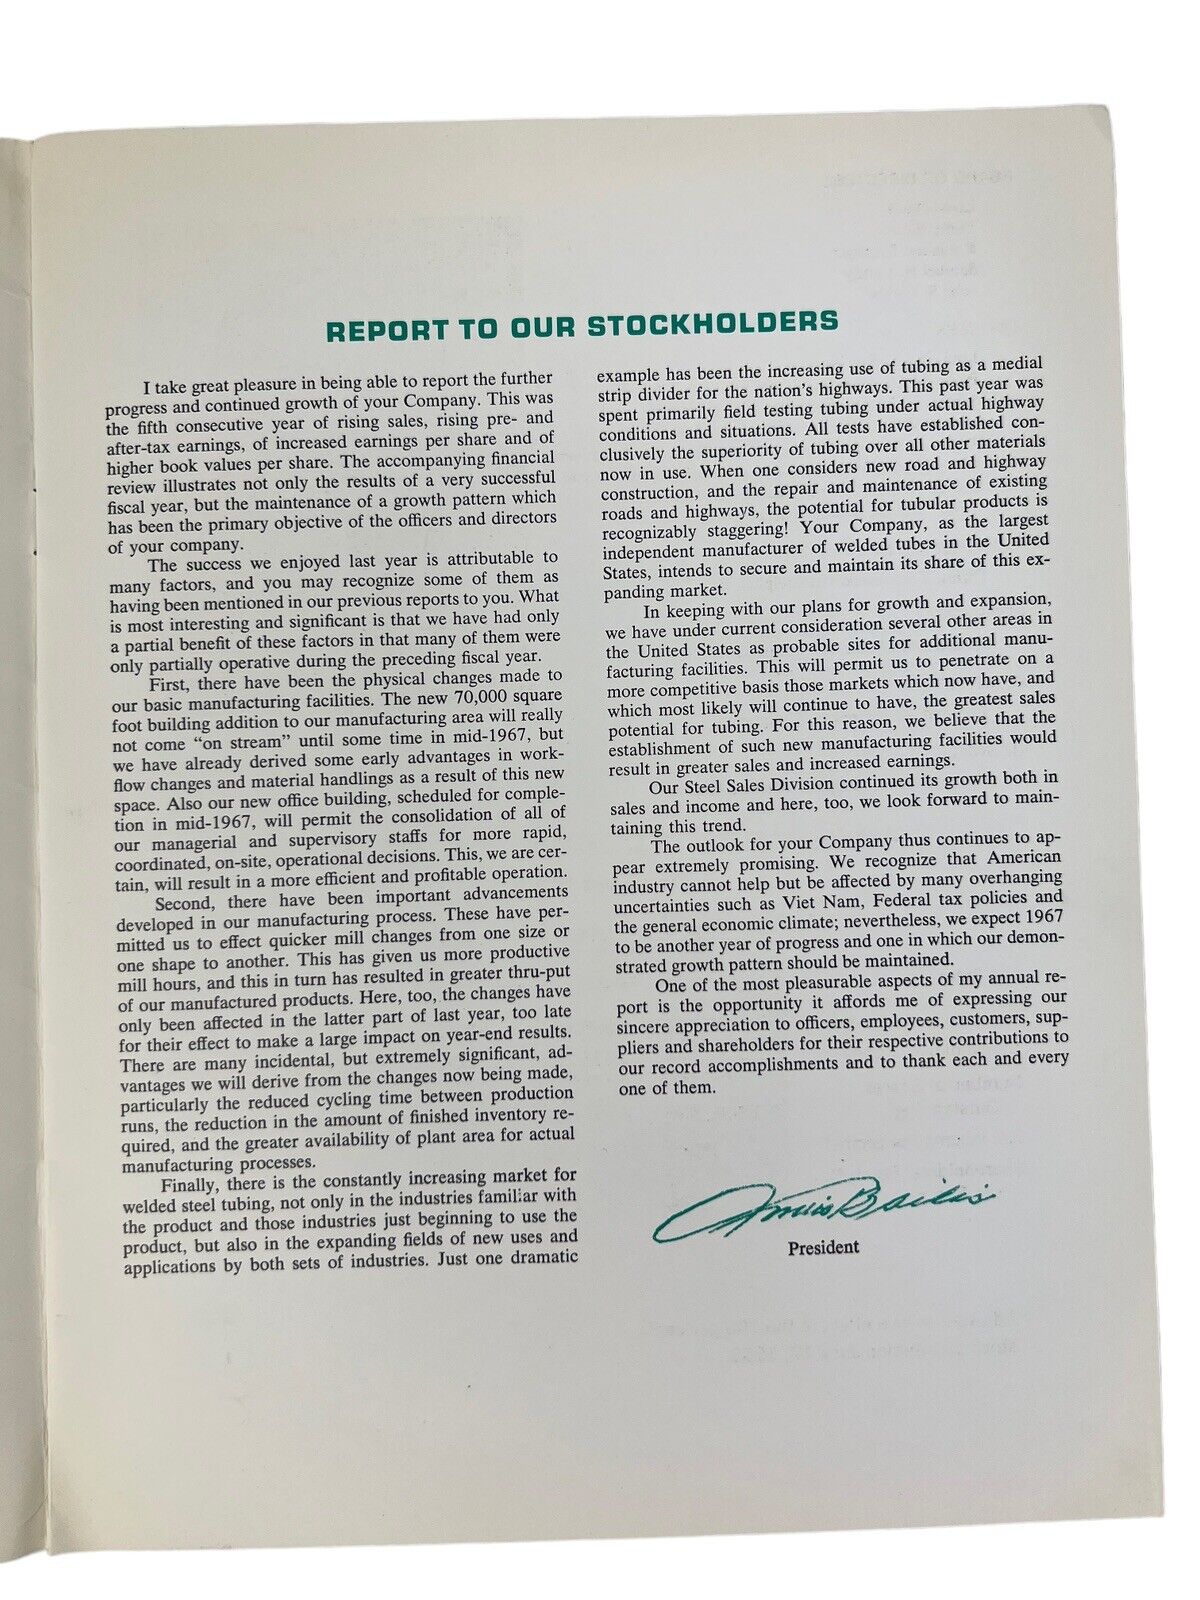 REPORT TO OUR STOCKHOLDERS
I take great pleasure in being able to report the further
progress and continued growth of your Company. This was
the fifth consecutive year of rising sales, rising pre- and
after-tax earnings, of increased earnings per share and of
higher book values per share. The accompanying financial
review illustrates not only the results of a very successful
fiscal year, but the maintenance of a growth pattern which
has been the primary objective of the officers and directors
of your company.
The success we enjoyed last year is attributable to
many factors, and you may recognize some of them as
having been mentioned in our previous reports to you. What
is most interesting and significant is that we have had only
a partial benefit of these factors in that many of them were
only partially operative during the preceding fiscal year.
First, there have been the physical changes made to
our basic manufacturing facilities. The new 70,000 square
foot building addition to our manufacturing area will really
not come “on stream” until some time in mid-1967, but
we have already derived some early advantages in work-
flow changes and material handlings as a result of this new
space. Also our new office building, scheduled for comple-
tion in mid-1967, will permit the consolidation of all of
our managerial and supervisory staffs for more rapid,
coordinated, on-site, operational decisions. This, we are cer-
tain, will result in a more efficient and profitable operation.
Second, there have been important advancements
developed in our manufacturing process. These have per-
mitted us to effect quicker mill changes from one size or
one shape to another. This has given us more productive
mill hours, and this in turn has resulted in greater thru-put
of our manufactured products. Here, too, the changes have
only been affected in the latter part of last year, too late
for their effect to make a large impact on year-end results.
There are many incidental, but extremely significant, ad-
vantages we will derive from the changes now being made,
particularly the reduced cycling time between production
runs, the reduction in the amount of finished inventory re-
quired, and the greater availability of plant area for actual
manufacturing processes.
Finally, there is the constantly increasing market for
welded steel tubing, not only in the industries familiar with
the product and those industries just beginning to use the
product, but also in the expanding fields of new uses and
applications by both sets of industries. Just one dramatic
example has been the increasing use of tubing as a medial
strip divider for the nation's highways. This past year was
spent primarily field testing tubing under actual highway
conditions and situations. All tests have established con-
clusively the superiority of tubing over all other materials
now in use. When one considers new road and highway
construction, and the repair and maintenance of existing
roads and highways, the potential for tubular products is
recognizably staggering! Your Company, as the largest
independent manufacturer of welded tubes in the United
States, intends to secure and maintain its share of this ex-
panding market.
In keeping with our plans for growth and expansion,
we have under current consideration several other areas in
the United States as probable sites for additional manu-
facturing facilities. This will permit us to penetrate on a
more competitive basis those markets which now have, and
which most likely will continue to have, the greatest sales
potential for tubing. For this reason, we believe that the
establishment of such new manufacturing facilities would
result in greater sales and increased earnings.
Our Steel Sales Division continued its growth both in
sales and income and here, too, we look forward to main-
taining this trend.
The outlook for your Company thus continues to ap-
pear extremely promising. We recognize that American
industry cannot help but be affected by many overhanging
uncertainties such as Viet Nam, Federal tax policies and
the general economic climate; nevertheless, we expect 1967
to be another year of progress and one in which our demon-
strated growth pattern should be maintained.
One of the most pleasurable aspects of my annual re-
port is the opportunity it affords me of expressing our
sincere appreciation to officers, employees, customers, sup-
pliers and shareholders for their respective contributions to
our record accomplishments and to thank each and every
one of them.
Bailis
President